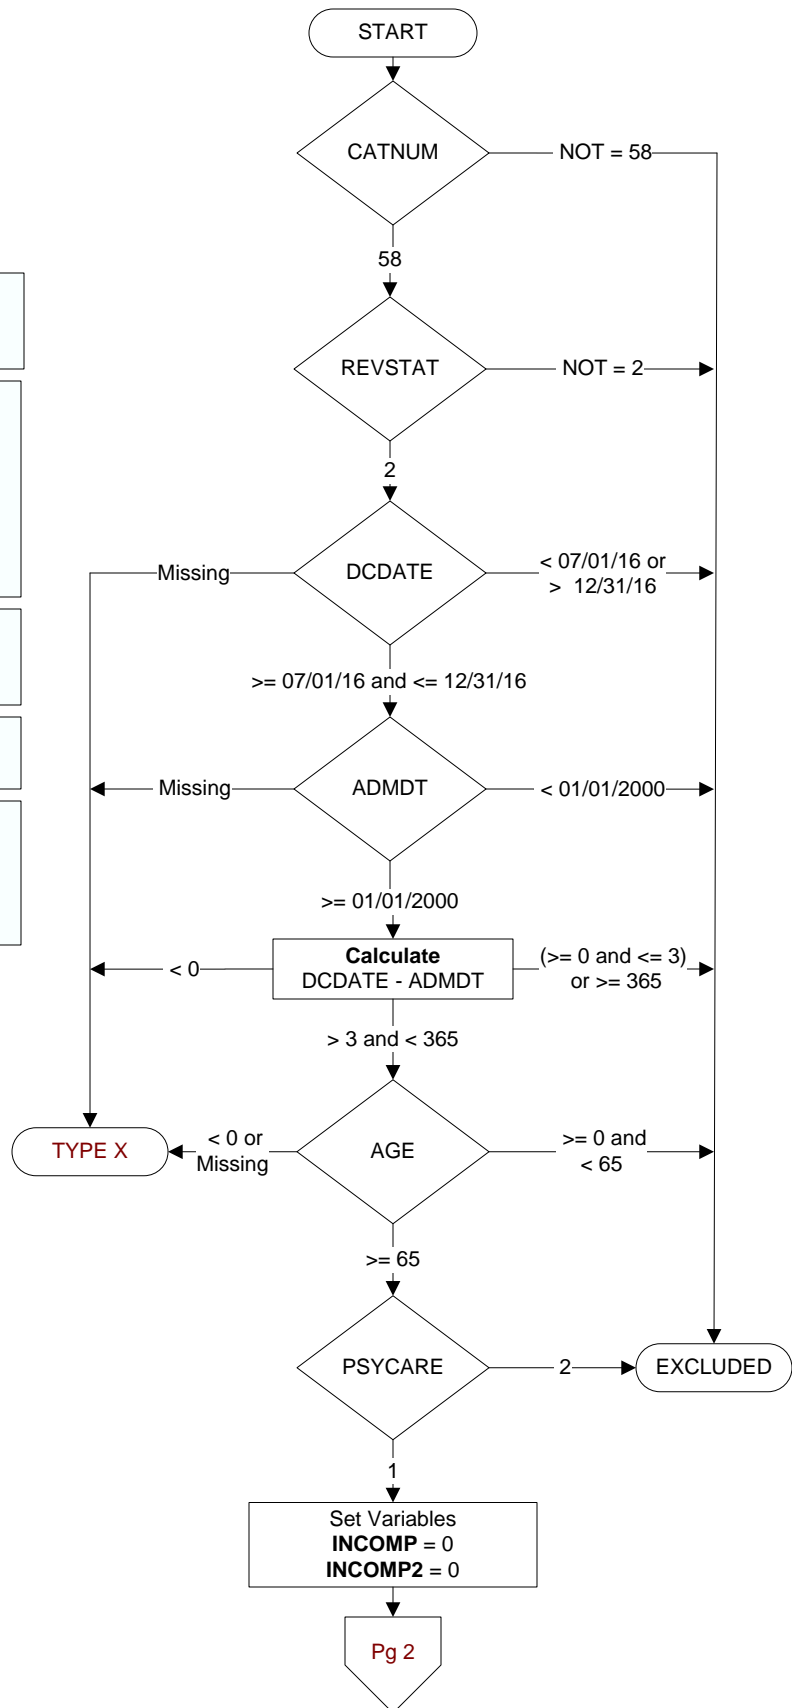 START
CATNUM
NOT = 58
58
REVSTAT
NOT = 2
2
Missing
DCDATE
< 07/01/16 or
> 12/31/16
>= 07/01/16 and <= 12/31/16
Missing
ADMDT
< 01/01/2000
>= 01/01/2000
< 0
Calculate
DCDATE - ADMDT
(>= 0 and <= 3)
or >= 365
> 3 and < 365
TYPE X
< 0 or
Missing
AGE
>= 0 and
< 65
>= 65
PSYCARE
2
EXCLUDED
1
Set Variables
INCOMP = 0
INCOMP2 = 0
Pg 2